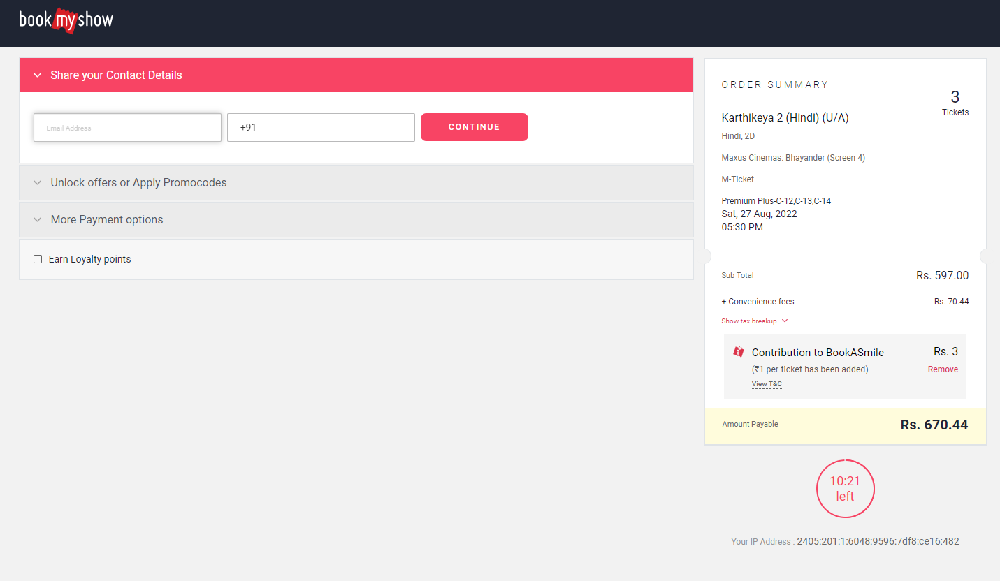 bookmyshow
Share your Contact Details
Email Address
+91
CONTINUE
Unlock offers or Apply Promocodes
More Payment options
Earn Loyalty points
ORDER SUMMARY
3
Tickets
Karthikeya 2 (Hindi) (U/A)
Hindi, 2D
Maxus Cinemas: Bhayander (Screen 4)
M-Ticket
Premium Plus-C-12,C-13,C-14
Sat, 27 Aug, 2022
05:30 PM
Sub Total Rs. 597.00
+ Convenience fees Rs. 70.44
Show tax breakup
Contribution to BookASmile Rs. 3
(₹1 per ticket has been added) Remove
View T&C
Amount Payable Rs. 670.44
10:21
left
Your IP Address : 2405:201:1:6048:9596:7df8:ce16:482